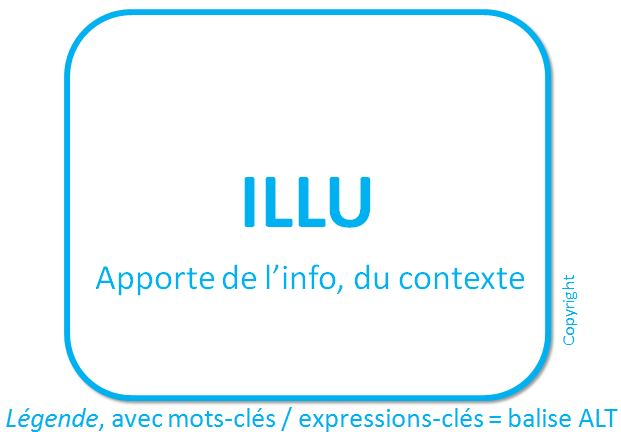 ILLU
Apporte de l’info, du contexte
Copyright
Légende, avec mots-clés / expressions-clés = balise ALT